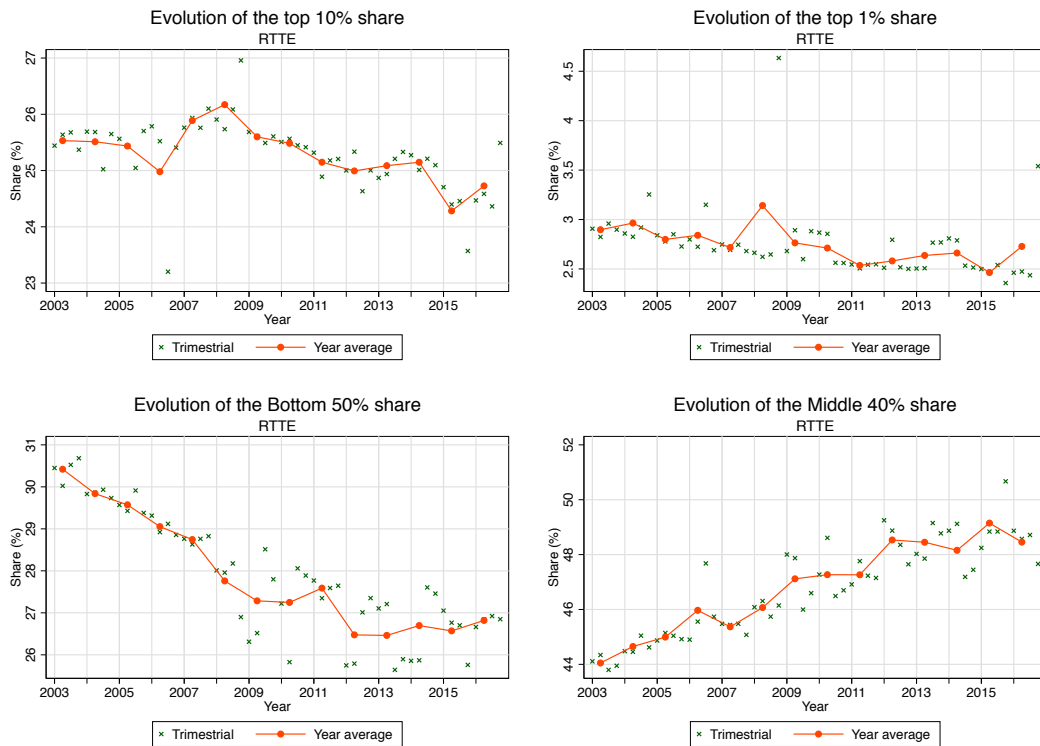 Evolution of the top 10% share
RTTE
Share (%)
27
26
25
24
23
2003 2005 2007 2009 2011 2013 2015
Year
Trimestrial Year average
Evolution of the top 1% share
RTTE
Share (%)
4.5
4
3.5
3
2.5
2003 2005 2007 2009 2011 2013 2015
Year
Trimestrial Year average
Evolution of the Bottom 50% share
RTTE
Share (%)
31
30
29
28
27
26
2003 2005 2007 2009 2011 2013 2015
Year
Trimestrial Year average
Evolution of the Middle 40% share
RTTE
Share (%)
52
50
48
46
44
2003 2005 2007 2009 2011 2013 2015
Year
Trimestrial Year average